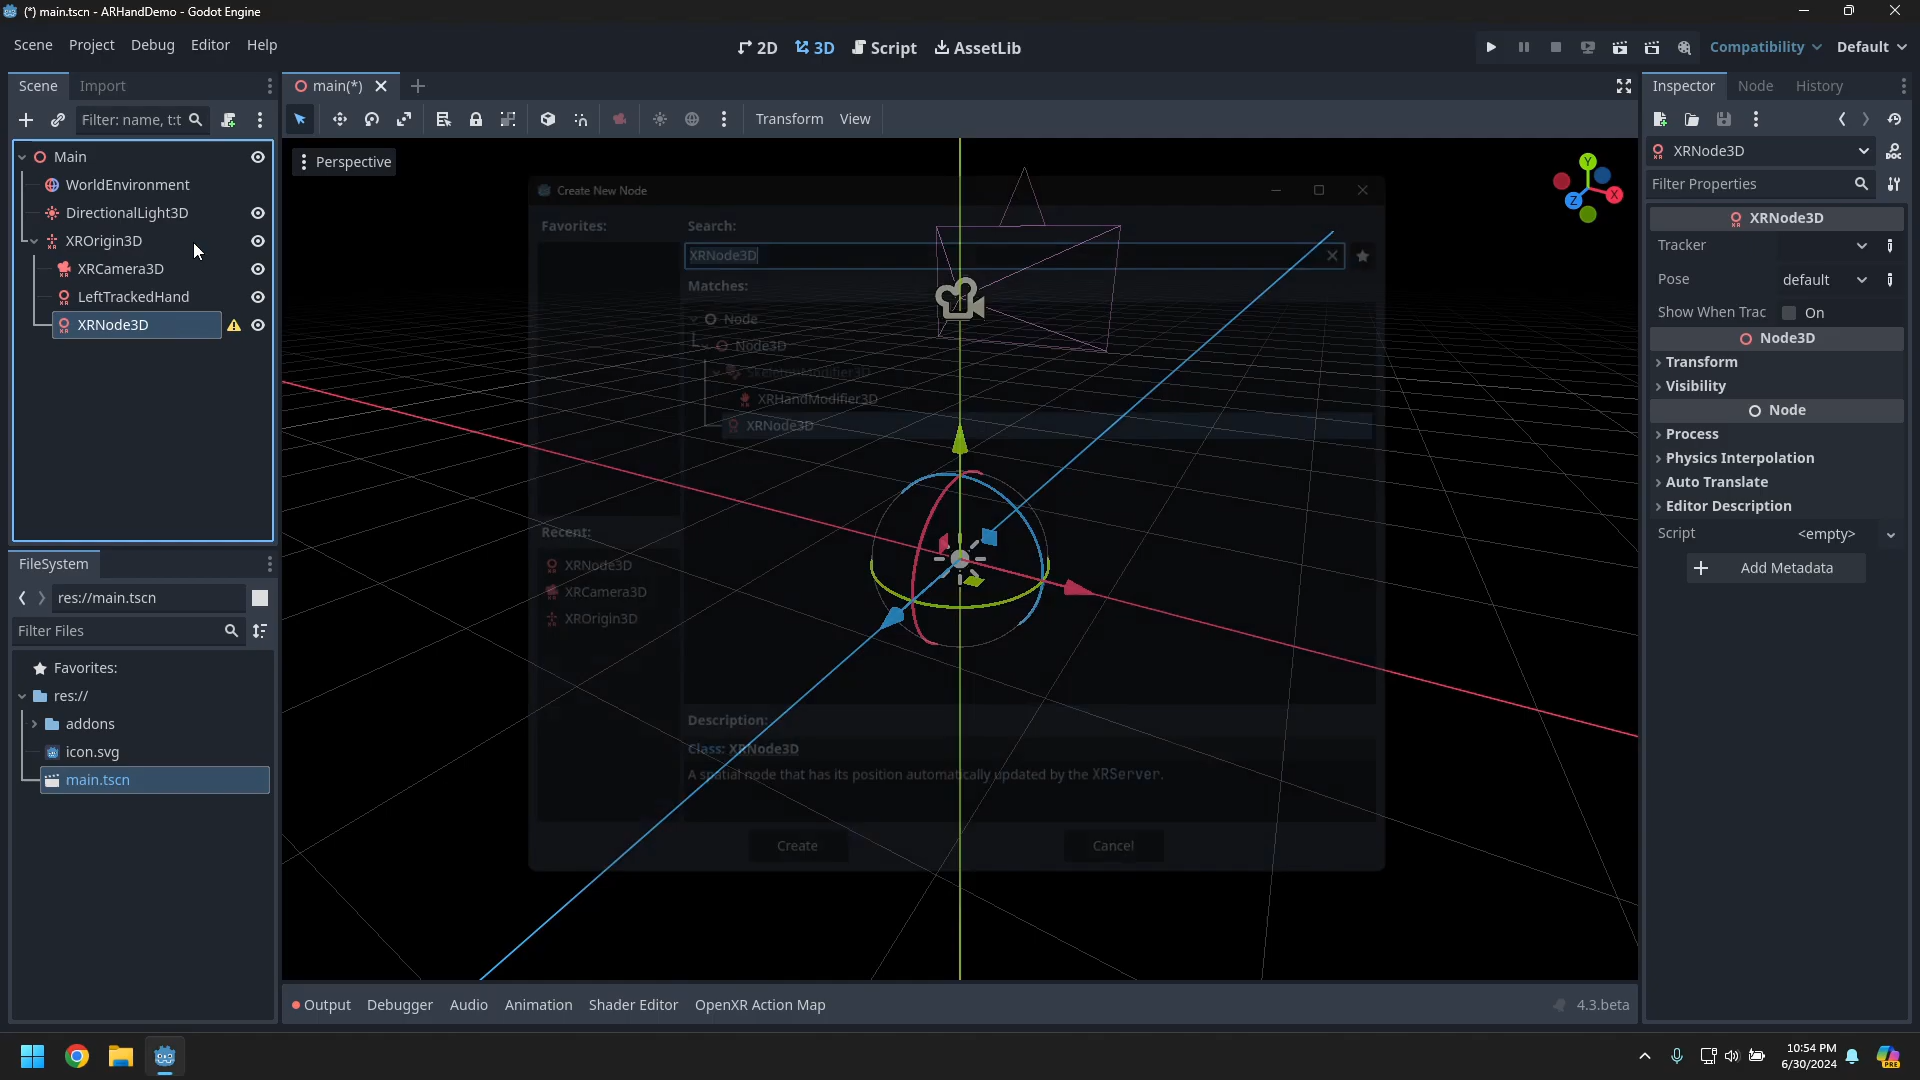 (*) main.tscn - ARHandDemo - Godot Engine
Scene Project Debug Editor Help
2D 3D Script AssetLib
Compatibility Default
Scene Import
main(*)
Inspector Node History
Filter: name, t:t
Transform View
Main
WorldEnvironment
DirectionalLight3D
XROrigin3D
XRCamera3D
LeftTrackedHand
XRNode3D
Perspective
Y
X
Z
Create New Node
Favorites:
Search:
XRNode3D
Matches:
Node
Node3D
SkeletonModifier3D
XRHandModifier3D
XRNode3D
Recent:
XRNode3D
XRCamera3D
XROrigin3D
Description:
Class: XRNode3D
A spatial node that has its position automatically updated by the XRServer.
Create Cancel
XRNode3D
Filter Properties
XRNode3D
Tracker
Pose default
Show When Trac On
Node3D
Transform
Visibility
Node
Process
Physics Interpolation
Auto Translate
Editor Description
Script <empty>
Add Metadata
FileSystem
res://main.tscn
Filter Files
Favorites:
res://
addons
icon.svg
main.tscn
Output Debugger Audio Animation Shader Editor OpenXR Action Map
4.3.beta
10:54 PM
6/30/2024
PRE